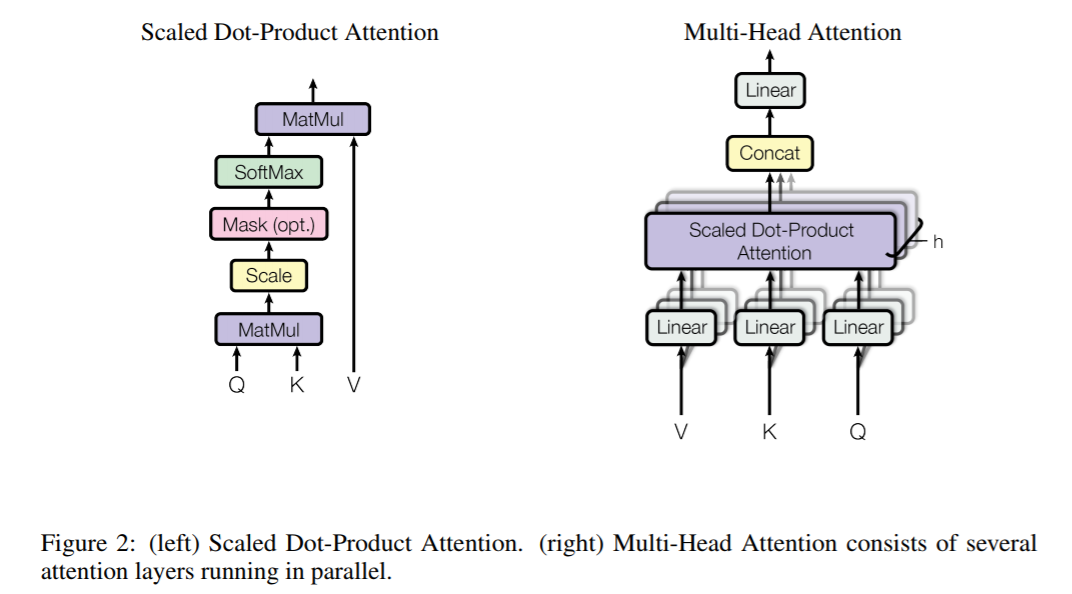 Scaled Dot-Product Attention
MatMul
SoftMax
Mask (opt.)
Scale
MatMul
Q K V
Multi-Head Attention
Linear
Concat
Scaled Dot-Product
Attention
h
Linear Linear Linear
V K Q
Figure 2: (left) Scaled Dot-Product Attention. (right) Multi-Head Attention consists of several
attention layers running in parallel.